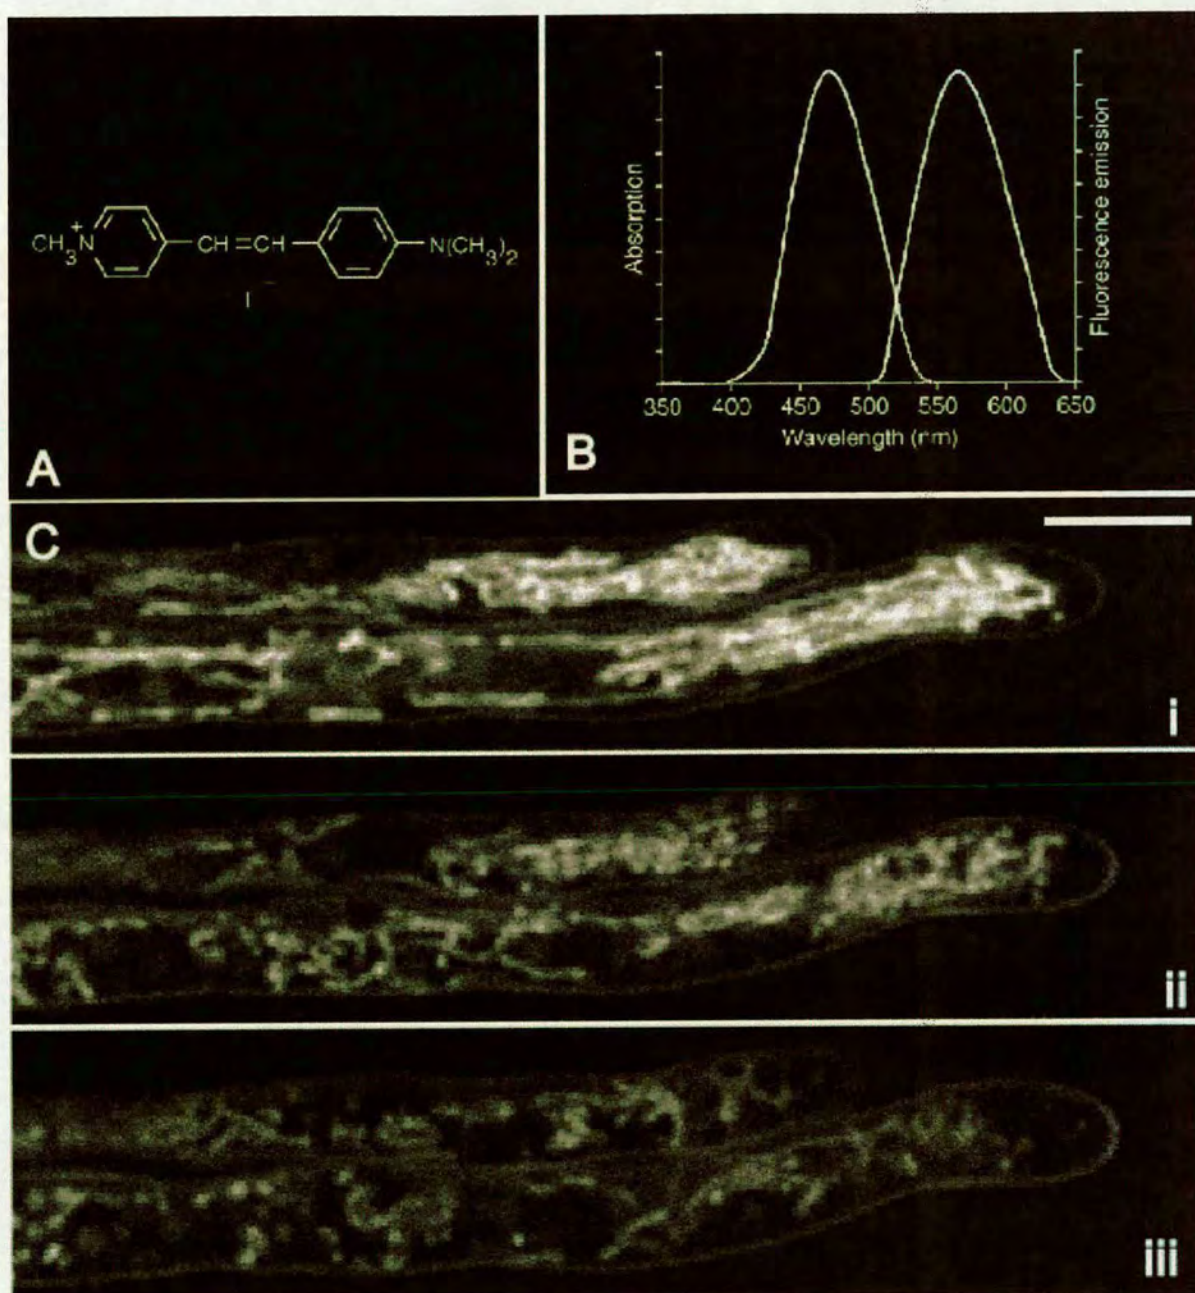 CH₃N⁺ CH=CH N(CH₃)₂
I⁻
A
Absorption
Fluorescence emission
350 400 450 500 550 600 650
Wavelength (nm)
B
C
i
ii
iii